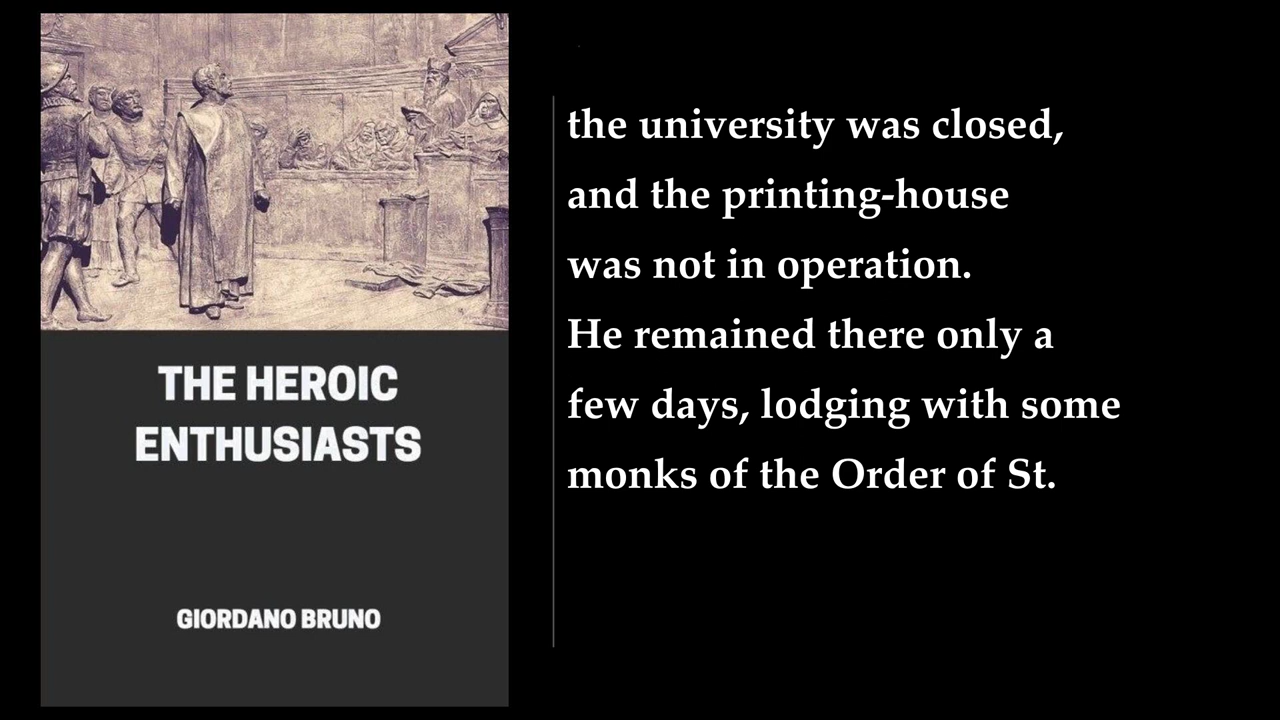 THE HEROIC
ENTHUSIASTS
GIORDANO BRUNO
the university was closed,
and the printing-house
was not in operation.
He remained there only a
few days, lodging with some
monks of the Order of St.